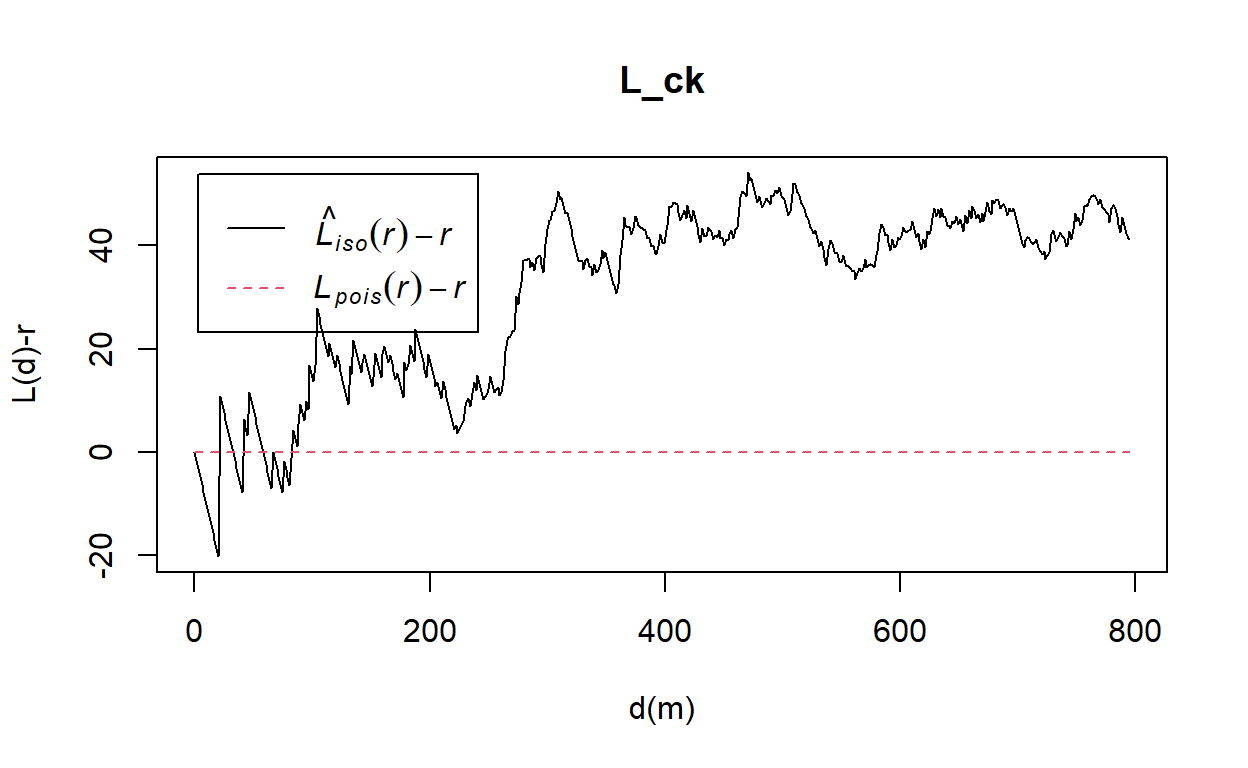 L_ck
L̂iso(r) – r
Lpois(r) – r
L(d)-r
40
20
0
-20
0 200 400 600 800
d(m)